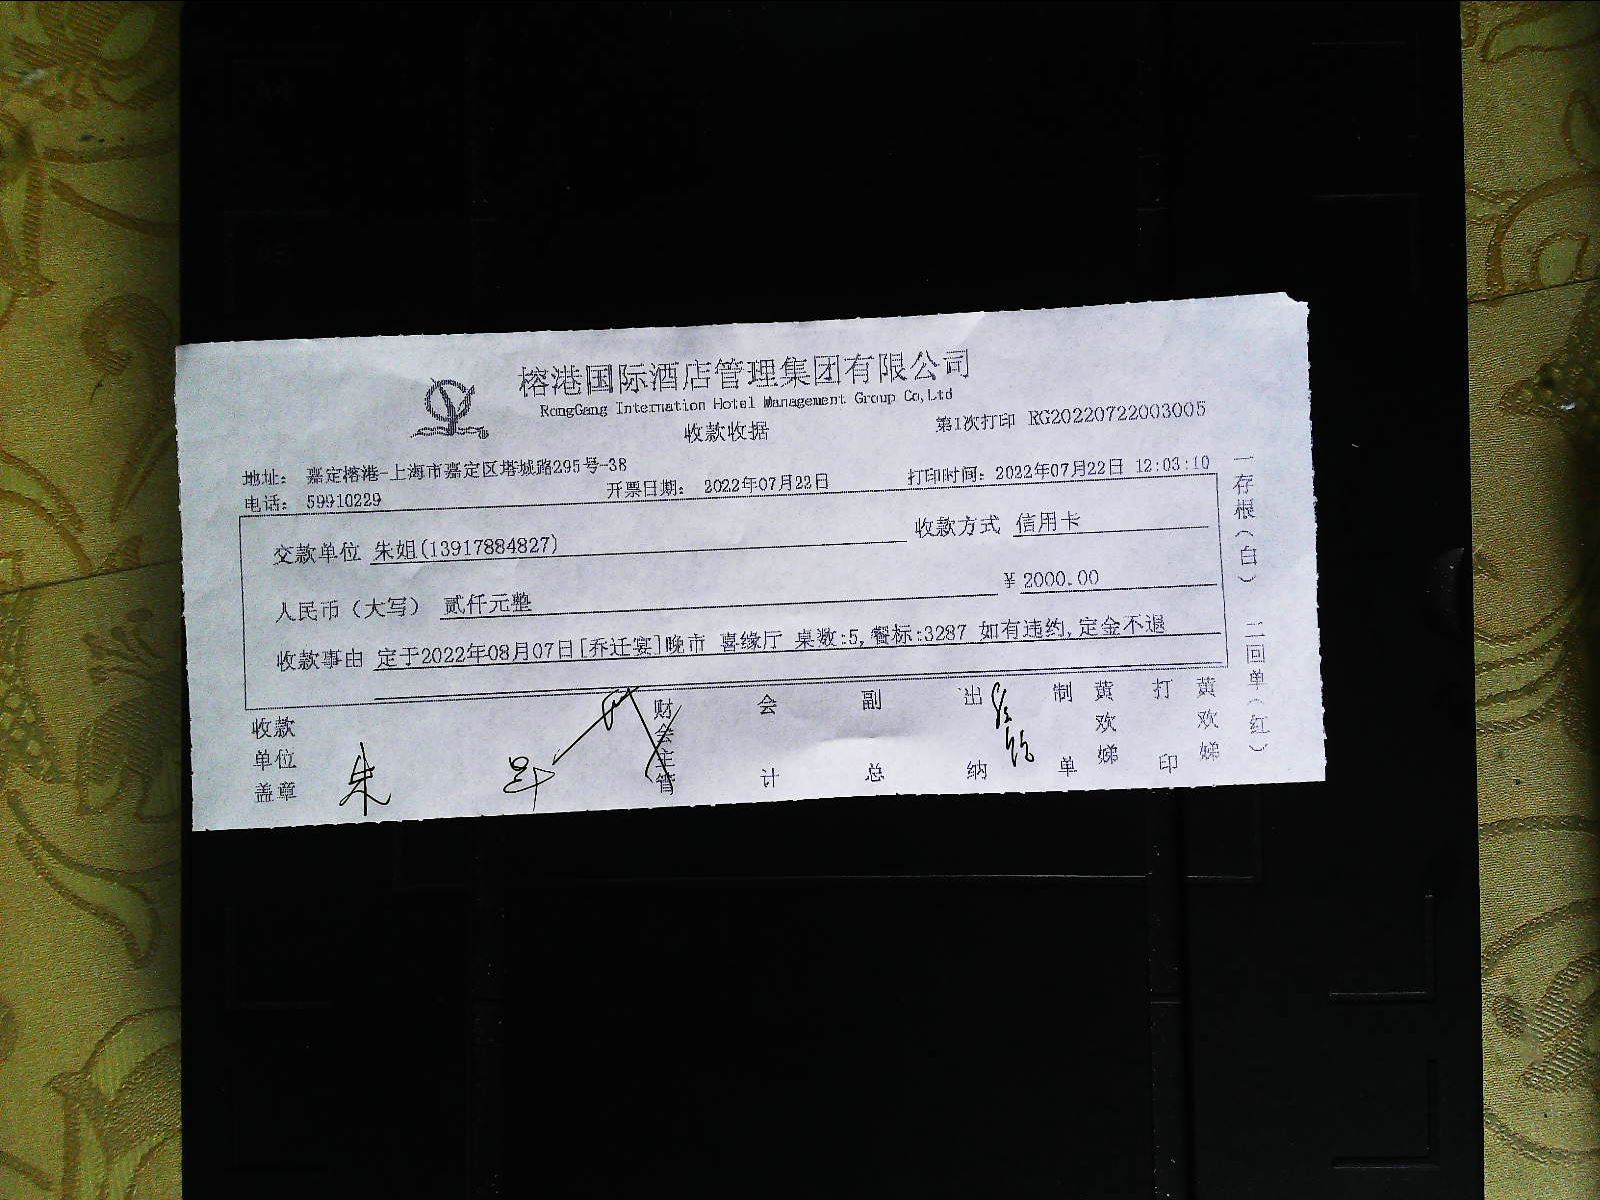 榕港国际酒店管理集团有限公司
RongGang Internation Hotel Management Group Co,Ltd
收款收据
第1次打印 RG20220722003005
地址： 嘉定榕港-上海市嘉定区塔城路295号-38
电话： 59910229
开票日期： 2022年07月22日
打印时间：2022年07月22日 12:03:10
交款单位 朱姐(13917884827)
收款方式 信用卡
人民币（大写） 贰仟元整
¥ 2000.00
收款事由 定于2022年08月07日[乔迁宴]晚市 喜缘厅 桌数:5,餐标:3287 如有违约,定金不退
收款单位盖章
朱
财会主管
会计
副总
出纳
制单
黄欢娣
打印
黄欢娣
一存根（白）
二回单（红）